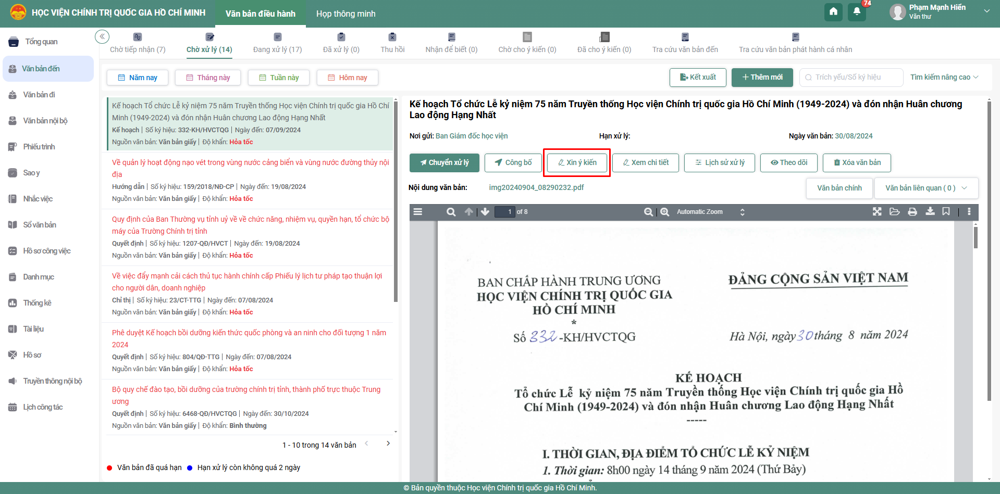 HỌC VIỆN CHÍNH TRỊ QUỐC GIA HỒ CHÍ MINH
Văn bản điều hành
Họp thông minh
74
Phạm Mạnh Hiển
Văn thư
Tổng quan
Văn bản đến
Văn bản đi
Văn bản nội bộ
Phiếu trình
Sao y
Nhắc việc
Sổ văn bản
Hồ sơ công việc
Danh mục
Thống kê
Tài liệu
Hồ sơ
Truyền thông nội bộ
Lịch công tác
Chờ tiếp nhận (7)
Chờ xử lý (14)
Đang xử lý (17)
Đã xử lý (0)
Thu hồi
Nhận để biết (0)
Chờ cho ý kiến (0)
Đã cho ý kiến (0)
Tra cứu văn bản đến
Tra cứu văn bản phát hành cá nhân
Năm nay
Tháng này
Tuần này
Hôm nay
Kết xuất
Thêm mới
Trích yếu/Số ký hiệu
Tìm kiếm nâng cao
Kế hoạch Tổ chức Lễ kỷ niệm 75 năm Truyền thống Học viện Chính trị quốc gia Hồ Chí
Minh (1949-2024) và đón nhận Huân chương Lao động Hạng Nhất
Kế hoạch | Số ký hiệu: 332-KH/HVCTQG | Ngày đến: 07/09/2024
Nguồn văn bản: Văn bản giấy | Độ khẩn: Hỏa tốc
Về quản lý hoạt động nạo vét trong vùng nước cảng biển và vùng nước đường thủy nội
địa
Hướng dẫn | Số ký hiệu: 159/2018/NĐ-CP | Ngày đến: 19/08/2024
Nguồn văn bản: Văn bản giấy | Độ khẩn: Hỏa tốc
Quy định của Ban Thường vụ tỉnh uỷ về về chức năng, nhiệm vụ, quyền hạn, tổ chức bộ
máy của Trường Chính trị tỉnh
Quyết định | Số ký hiệu: 1207-QĐ/HVCT | Ngày đến: 19/08/2024
Nguồn văn bản: Văn bản giấy | Độ khẩn: Hỏa tốc
Về việc đẩy mạnh cải cách thủ tục hành chính cấp Phiếu lý lịch tư pháp tạo thuận lợi
cho người dân, doanh nghiệp
Chỉ thị | Số ký hiệu: 23/CT-TTG | Ngày đến: 07/08/2024
Nguồn văn bản: Văn bản giấy | Độ khẩn: Hỏa tốc
Phê duyệt Kế hoạch bồi dưỡng kiến thức quốc phòng và an ninh cho đối tượng 1 năm
2024
Quyết định | Số ký hiệu: 804/QĐ-TTG | Ngày đến: 07/08/2024
Nguồn văn bản: Văn bản giấy | Độ khẩn: Hỏa tốc
Bộ quy chế đào tạo, bồi dưỡng của trường chính trị tỉnh, thành phố trực thuộc Trung
ương
Quyết định | Số ký hiệu: 6468-QĐ/HVCTQG | Ngày đến: 30/10/2024
Nguồn văn bản: Văn bản giấy | Độ khẩn: Bình thường
1 - 10 trong 14 văn bản
Văn bản đã quá hạn
Hạn xử lý còn không quá 2 ngày
Kế hoạch Tổ chức Lễ kỷ niệm 75 năm Truyền thống Học viện Chính trị quốc gia Hồ Chí Minh (1949-2024) và đón nhận Huân chương
Lao động Hạng Nhất
Nơi gửi: Ban Giám đốc học viện
Hạn xử lý:
Ngày văn bản: 30/08/2024
Chuyển xử lý
Công bố
Xin ý kiến
Xem chi tiết
Lịch sử xử lý
Theo dõi
Xóa văn bản
Nội dung văn bản:
img20240904_08290232.pdf
Văn bản chính
Văn bản liên quan ( 0 )
1 of 8
Automatic Zoom
BAN CHẤP HÀNH TRUNG ƯƠNG
HỌC VIỆN CHÍNH TRỊ QUỐC GIA
HỒ CHÍ MINH
*
Số 332-KH/HVCTQG
ĐẢNG CỘNG SẢN VIỆT NAM
Hà Nội, ngày 30 tháng 8 năm 2024
KẾ HOẠCH
Tổ chức Lễ kỷ niệm 75 năm Truyền thống Học viện Chính trị quốc gia Hồ
Chí Minh (1949-2024) và đón nhận Huân chương Lao động Hạng Nhất
-----
I. THỜI GIAN, ĐỊA ĐIỂM TỔ CHỨC LỄ KỶ NIỆM
1. Thời gian: 8h00 ngày 14 tháng 9 năm 2024 (Thứ Bảy)
© Bản quyền thuộc Học viện Chính trị quốc gia Hồ Chí Minh.